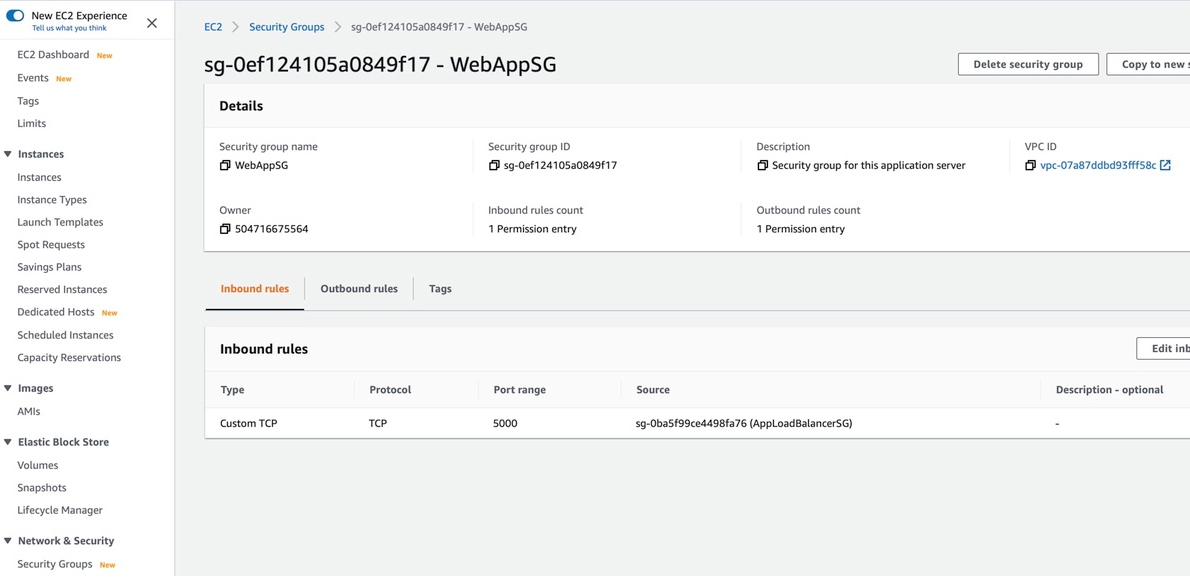 New EC2 Experience
Tell us what you think
EC2 Dashboard New
Events New
Tags
Limits
Instances
Instances
Instance Types
Launch Templates
Spot Requests
Savings Plans
Reserved Instances
Dedicated Hosts New
Scheduled Instances
Capacity Reservations
Images
AMIs
Elastic Block Store
Volumes
Snapshots
Lifecycle Manager
Network & Security
Security Groups New
EC2 > Security Groups > sg-0ef124105a0849f17 - WebAppSG
sg-0ef124105a0849f17 - WebAppSG
Delete security group
Copy to new s
Details
Security group name
WebAppSG
Security group ID
sg-0ef124105a0849f17
Description
Security group for this application server
VPC ID
vpc-07a87ddbd93fff58c
Owner
504716675564
Inbound rules count
1 Permission entry
Outbound rules count
1 Permission entry
Inbound rules
Outbound rules
Tags
Inbound rules
Edit inb
Type Protocol Port range Source Description - optional
Custom TCP TCP 5000 sg-0ba5f99ce4498fa76 (AppLoadBalancerSG) -